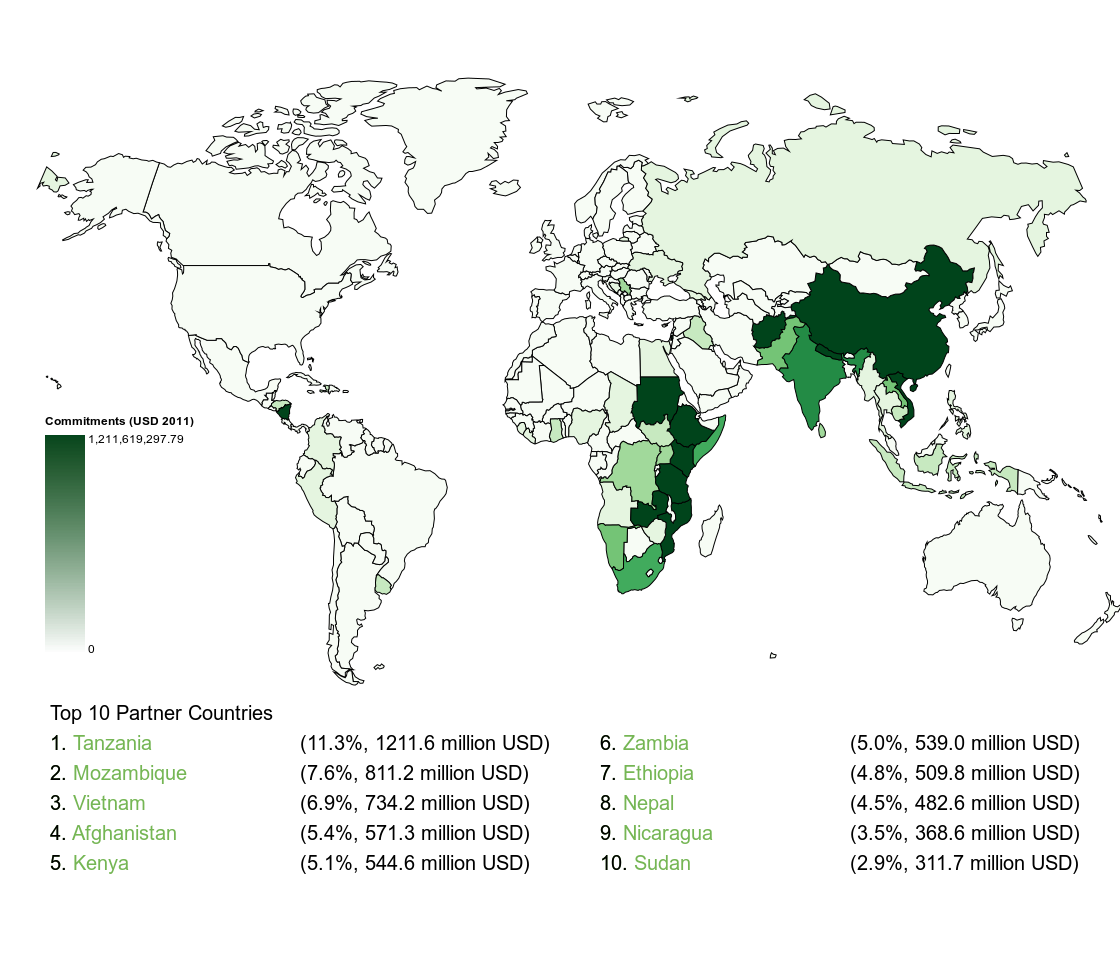 Commitments (USD 2011)
1,211,619,297.79
0
Top 10 Partner Countries
1. Tanzania (11.3%, 1211.6 million USD) 6. Zambia (5.0%, 539.0 million USD)
2. Mozambique (7.6%, 811.2 million USD) 7. Ethiopia (4.8%, 509.8 million USD)
3. Vietnam (6.9%, 734.2 million USD) 8. Nepal (4.5%, 482.6 million USD)
4. Afghanistan (5.4%, 571.3 million USD) 9. Nicaragua (3.5%, 368.6 million USD)
5. Kenya (5.1%, 544.6 million USD) 10. Sudan (2.9%, 311.7 million USD)